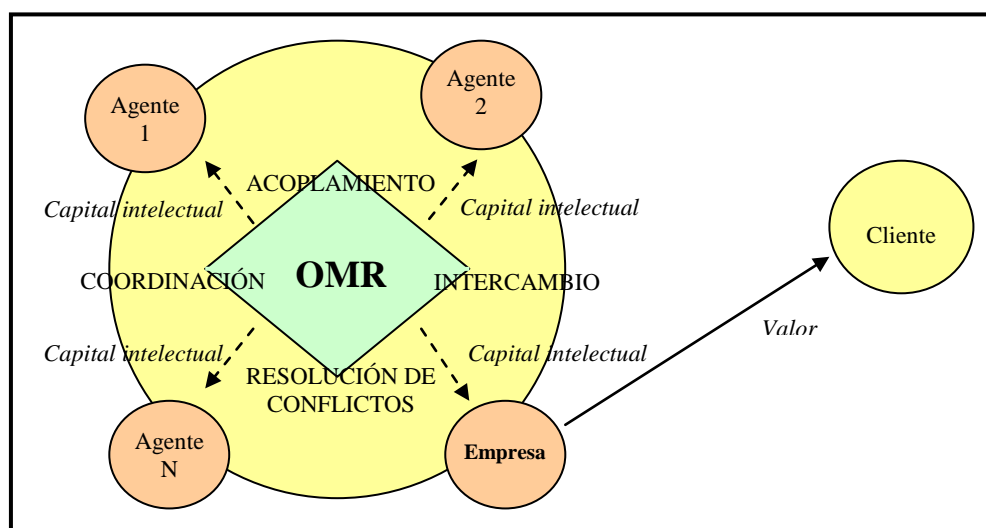 Agente
1
Agente
2
ACOPLAMIENTO
Capital intelectual
Capital intelectual
Cliente
COORDINACIÓN
OMR
INTERCAMBIO
Valor
Capital intelectual
Capital intelectual
RESOLUCIÓN DE
CONFLICTOS
Agente
N
Empresa